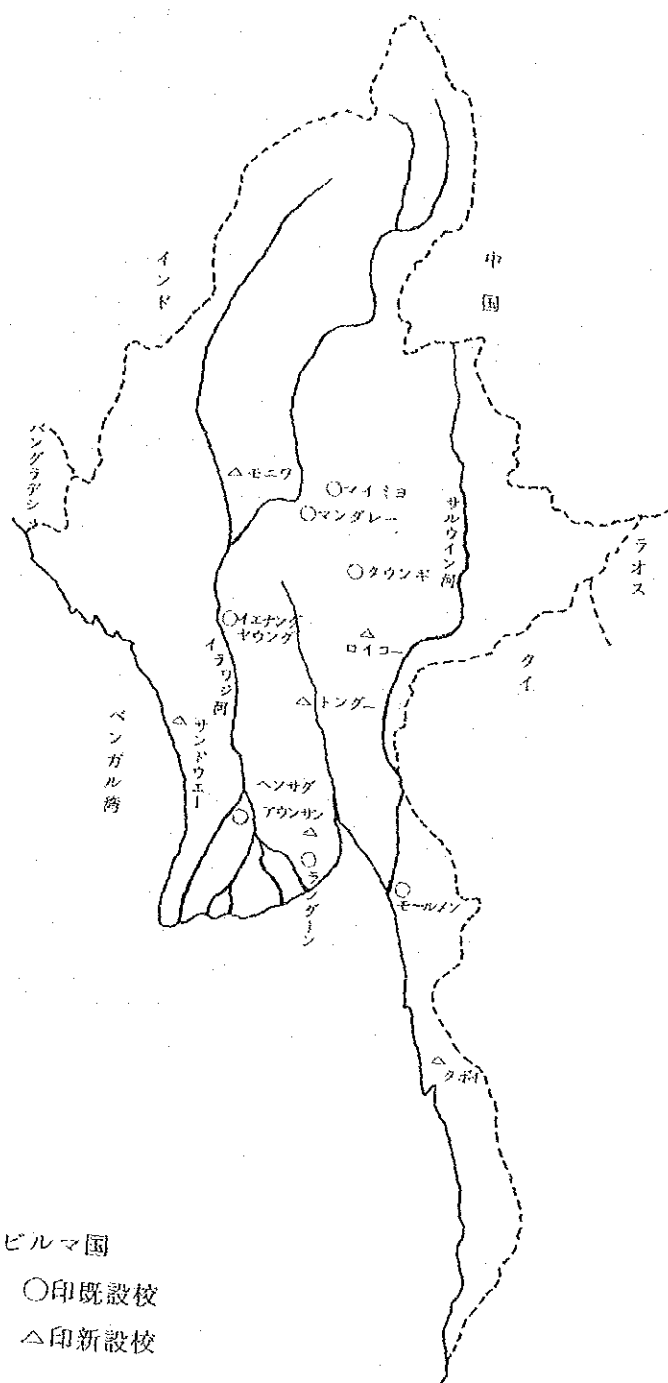 インド
中国
バングラデシュ
△モニワ
○マイミヨ
○マンダレー
サルウイン河
○タウンギ
ラオス
○イエナング
ヤウング
イラワジ河
△
ロイコー
タイ
△トングー
ベンガル湾
△
サンドウエー
ヘンサダ
○
アウンサン
△
○
ラングーン
○
モールメン
△
タボイ
ビルマ国
○印既設校
△印新設校